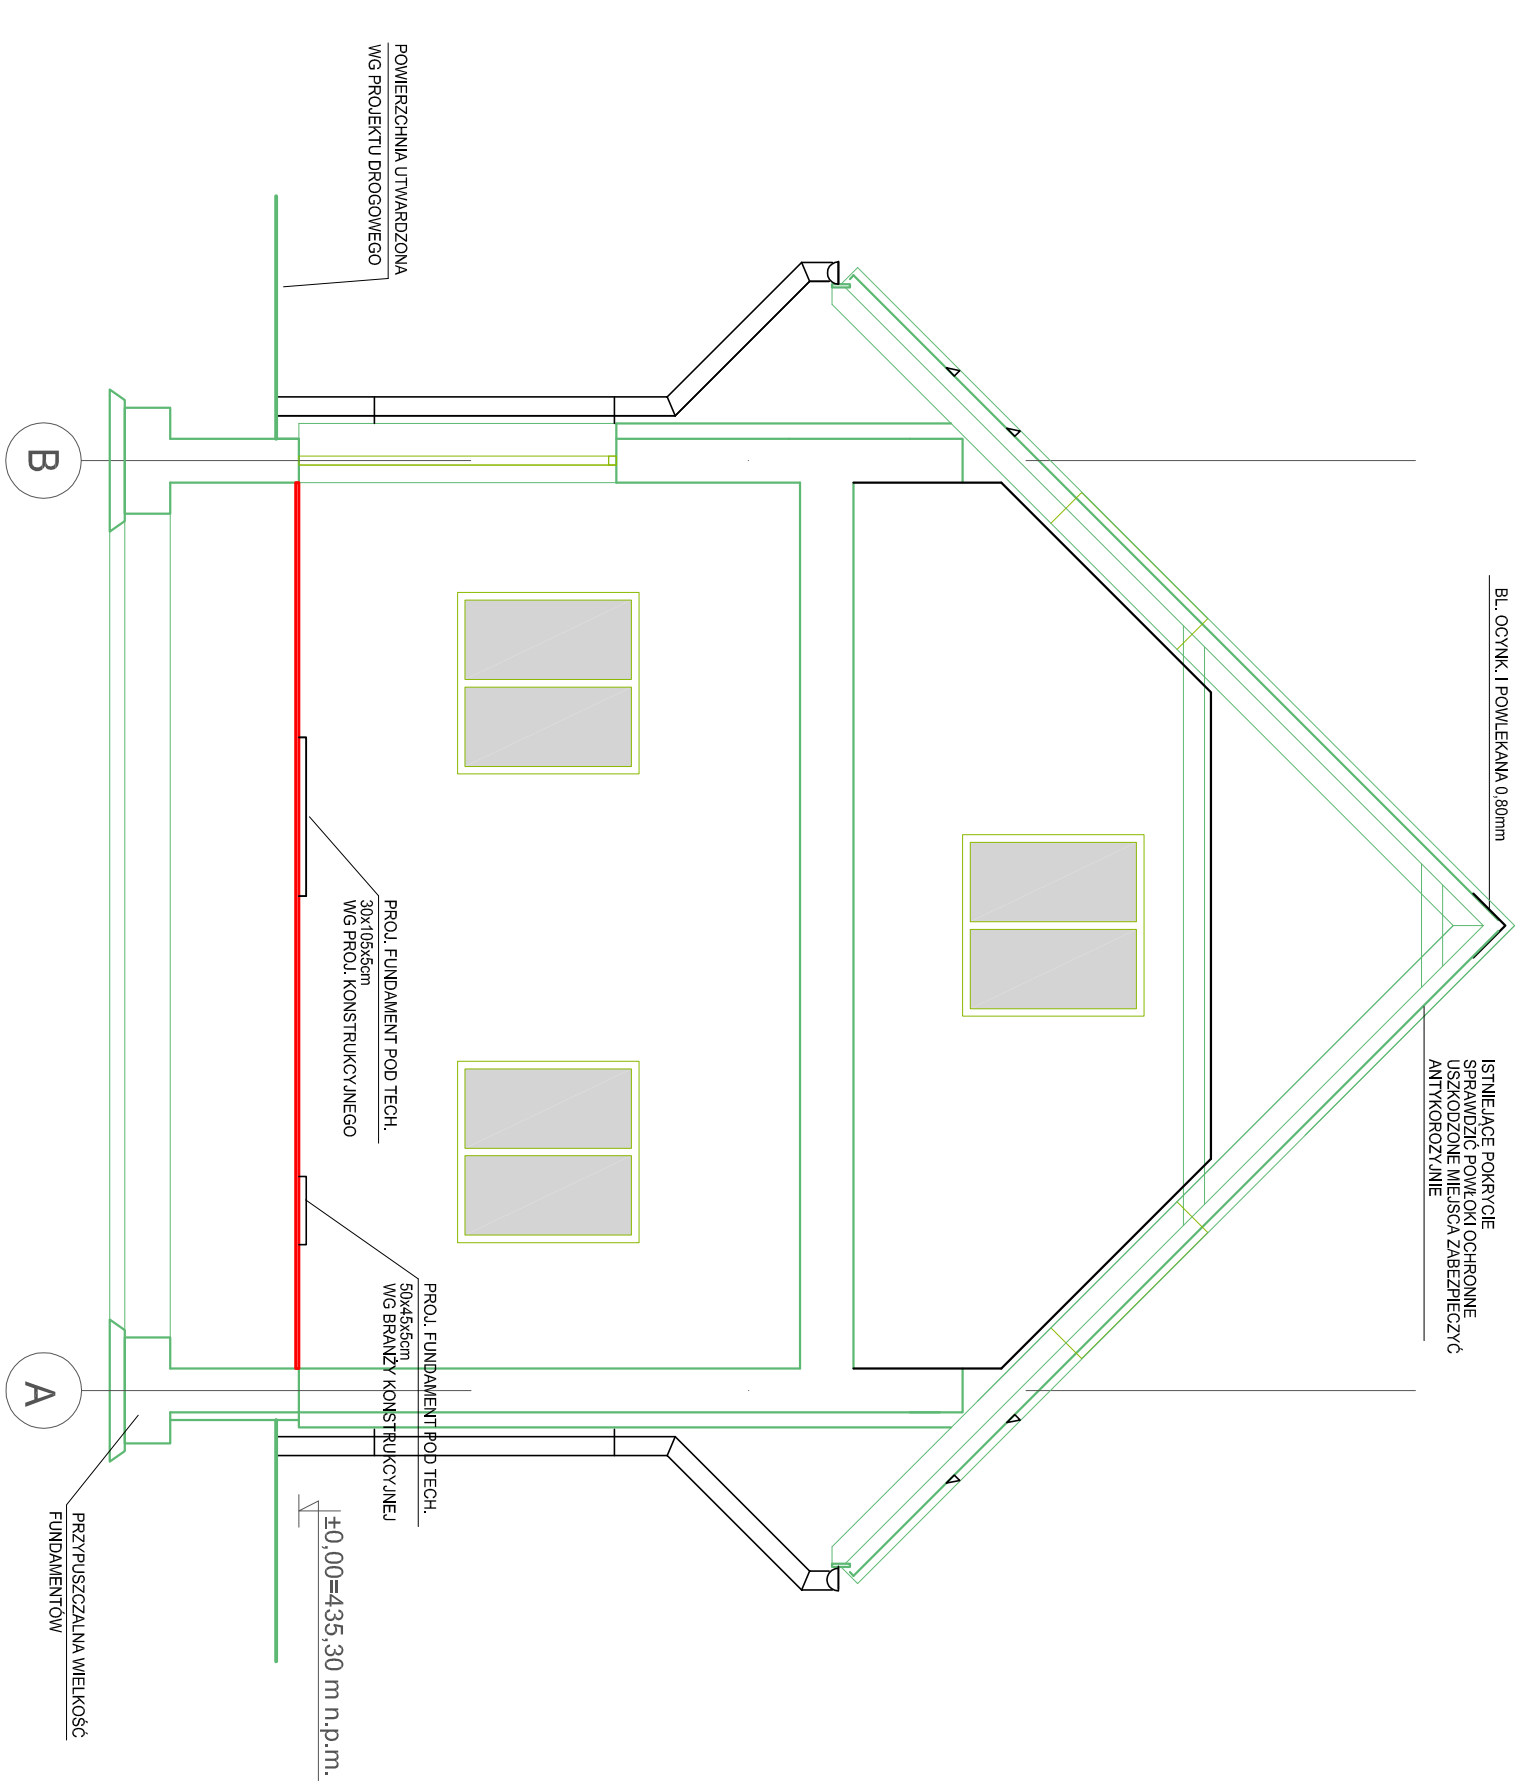 BL. OCYNK. I POWLEKANA 0,80mm
ISTNIEJĄCE POKRYCIE
SPRAWDZIĆ POWŁOKI OCHRONNE
USZKODZONE MIEJSCA ZABEZPIECZYĆ
ANTYKOROZYJNIE
POWIERZCHNIA UTWARDZONA
WG PROJEKTU DROGOWEGO
PROJ. FUNDAMENT POD TECH.
30x105x5cm
WG PROJ. KONSTRUKCYJNEGO
PROJ. FUNDAMENT POD TECH.
50x45x5cm
WG BRANŻY KONSTRUKCYJNEJ
±0,00=435,30 m n.p.m.
PRZYPUSZCZALNA WIELKOŚĆ
FUNDAMENTÓW
B
A